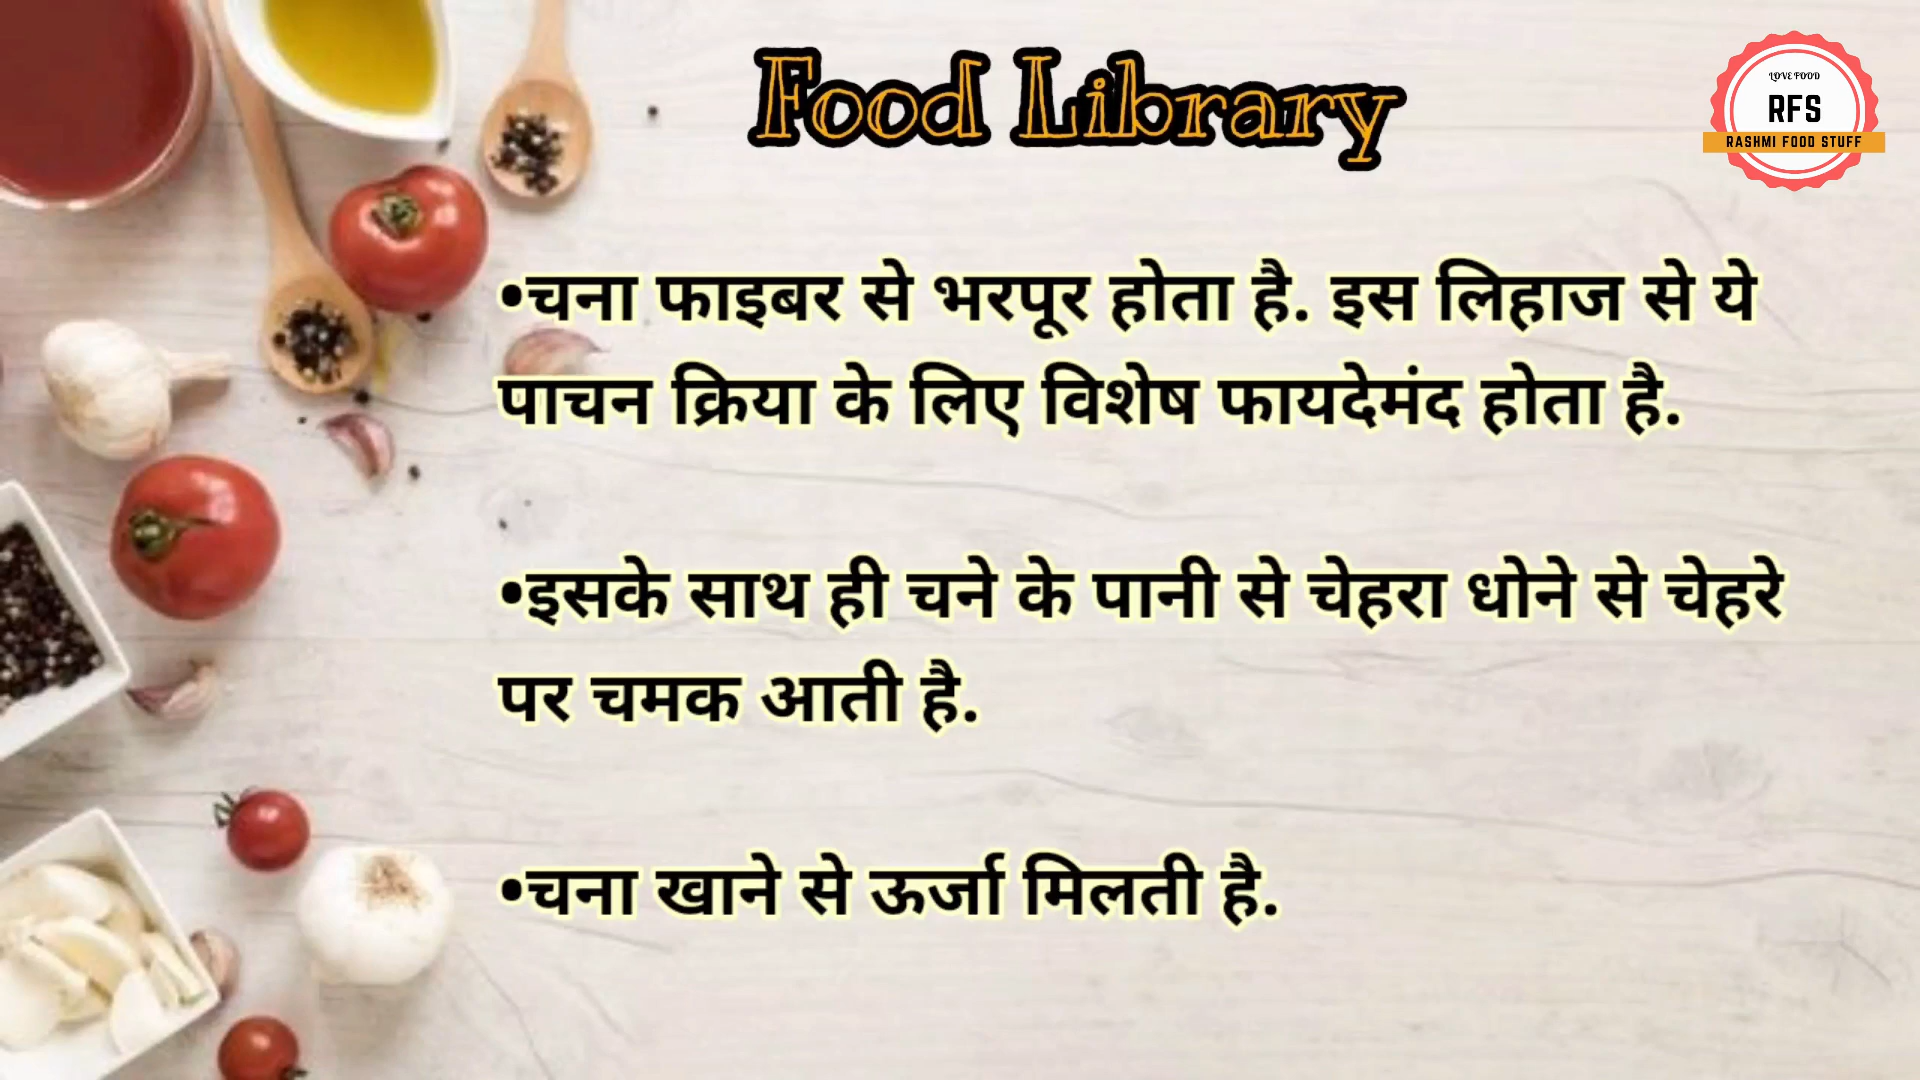 Food Library
LOVE FOOD
RFS
RASHMI FOOD STUFF
•चना फाइबर से भरपूर होता है. इस लिहाज से ये
पाचन क्रिया के लिए विशेष फायदेमंद होता है.
•इसके साथ ही चने के पानी से चेहरा धोने से चेहरे
पर चमक आती है.
•चना खाने से ऊर्जा मिलती है.